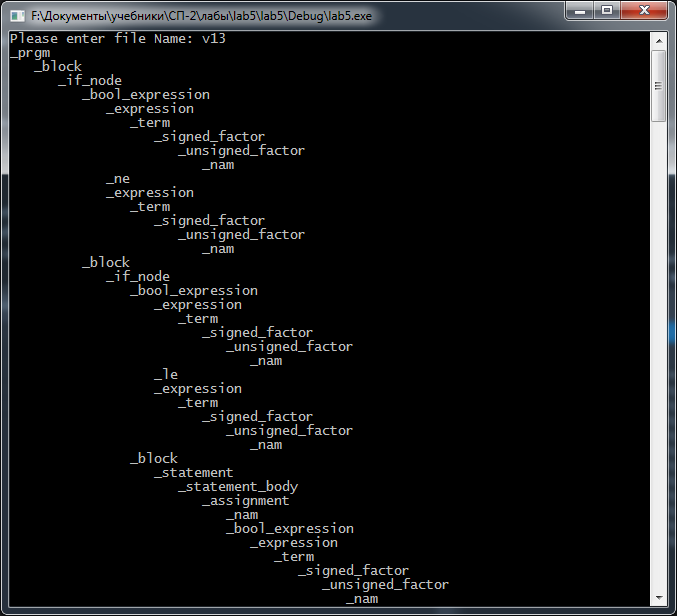 F:\Документы\учебники\СП-2\лабы\lab5\lab5\Debug\lab5.exe
Please enter file Name: v13
_prgm
_block
_if_node
_bool_expression
_expression
_term
_signed_factor
_unsigned_factor
_nam
_ne
_expression
_term
_signed_factor
_unsigned_factor
_nam
_block
_if_node
_bool_expression
_expression
_term
_signed_factor
_unsigned_factor
_nam
_le
_expression
_term
_signed_factor
_unsigned_factor
_nam
_block
_statement
_statement_body
_assignment
_nam
_bool_expression
_expression
_term
_signed_factor
_unsigned_factor
_nam